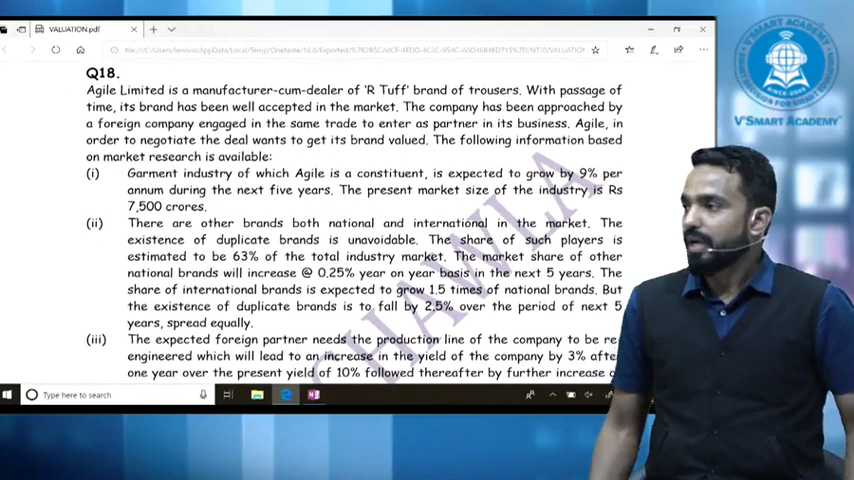 VALUATION.pdf
V'SMART ACADEMY
Q18.
Agile Limited is a manufacturer-cum-dealer of 'R Tuff' brand of trousers. With passage of
time, its brand has been well accepted in the market. The company has been approached by
a foreign company engaged in the same trade to enter as partner in its business. Agile, in
order to negotiate the deal wants to get its brand valued. The following information based
on market research is available:
(i) Garment industry of which Agile is a constituent, is expected to grow by 9% per
annum during the next five years. The present market size of the industry is Rs
7,500 crores.
(ii) There are other brands both national and international in the market. The
existence of duplicate brands is unavoidable. The share of such players is
estimated to be 63% of the total industry market. The market share of other
national brands will increase @ 0.25% year on year basis in the next 5 years. The
share of international brands is expected to grow 1.5 times of national brands. But
the existence of duplicate brands is to fall by 2.5% over the period of next 5
years, spread equally.
(iii) The expected foreign partner needs the production line of the company to be re
engineered which will lead to an increase in the yield of the company by 3% afte
one year over the present yield of 10% followed thereafter by further increase
CHAWLA
SINCE 2005
V'SMART ACADEMY
Type here to search